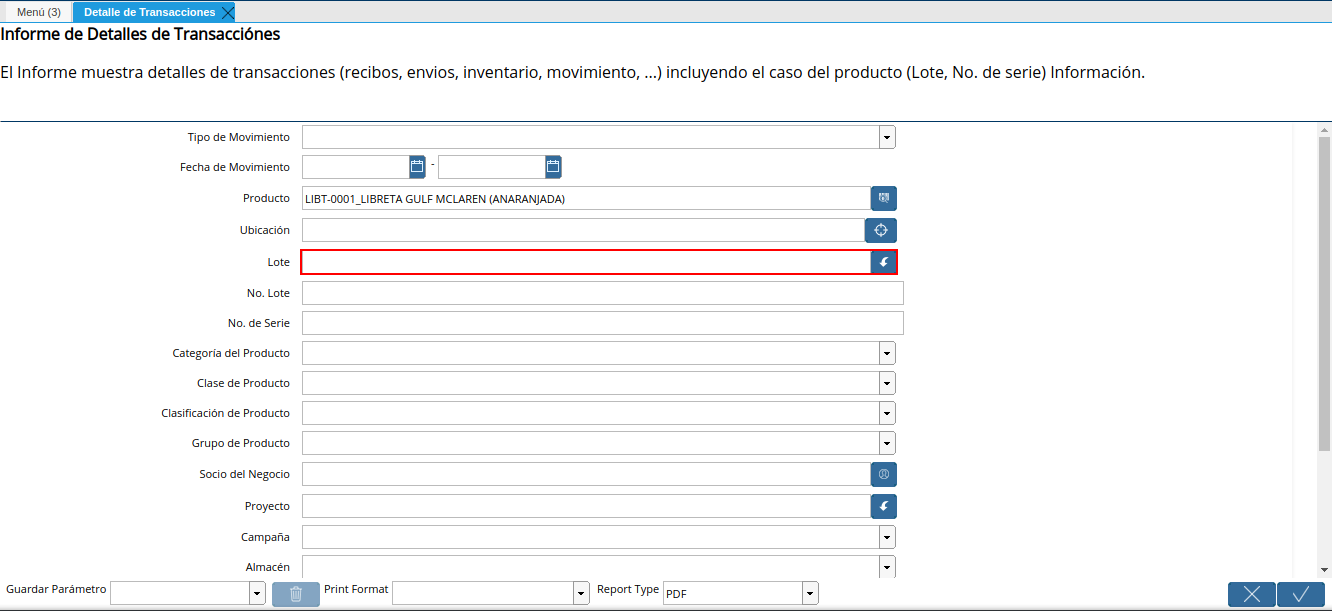 Menú (3) Detalle de Transacciones
Informe de Detalles de Transacciónes
El Informe muestra detalles de transacciones (recibos, envios, inventario, movimiento, ...) incluyendo el caso del producto (Lote, No. de serie) Información.
Tipo de Movimiento
Fecha de Movimiento -
Producto LIBT-0001_LIBRETA GULF MCLAREN (ANARANJADA)
Ubicación
Lote
No. Lote
No. de Serie
Categoría del Producto
Clase de Producto
Clasificación de Producto
Grupo de Producto
Socio del Negocio
Proyecto
Campaña
Almacén
Guardar Parámetro Print Format Report Type PDF